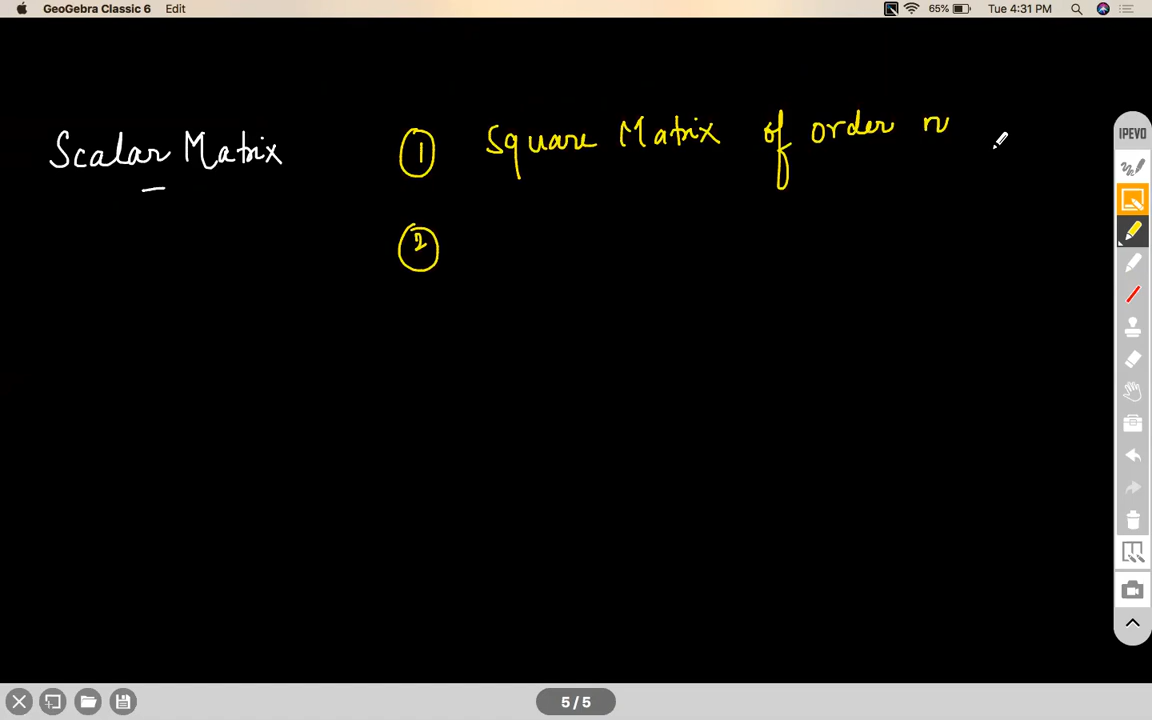 GeoGebra Classic 6 Edit 65% Tue 4:31 PM
Scalar Matrix
1 Square Matrix of order n
2
IPEVO
5 / 5